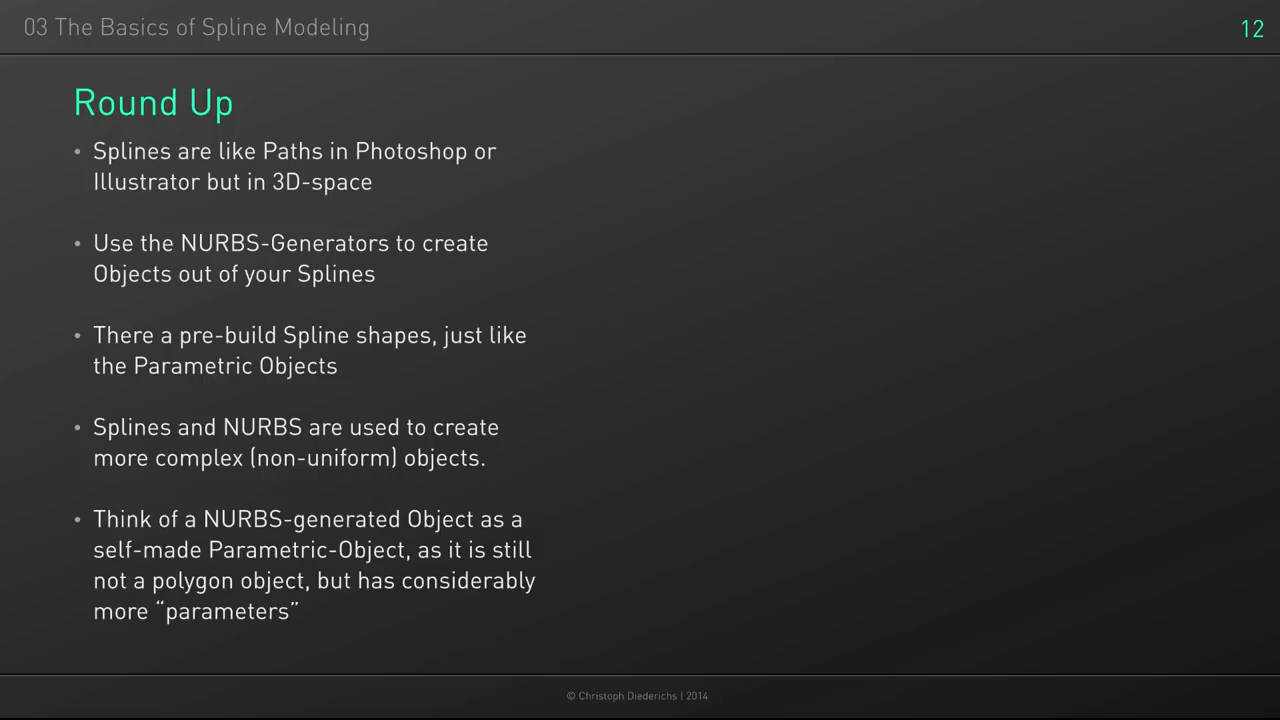 03 The Basics of Spline Modeling
12
Round Up
• Splines are like Paths in Photoshop or
Illustrator but in 3D-space
• Use the NURBS-Generators to create
Objects out of your Splines
• There a pre-build Spline shapes, just like
the Parametric Objects
• Splines and NURBS are used to create
more complex (non-uniform) objects.
• Think of a NURBS-generated Object as a
self-made Parametric-Object, as it is still
not a polygon object, but has considerably
more “parameters”
© Christoph Diederichs | 2014